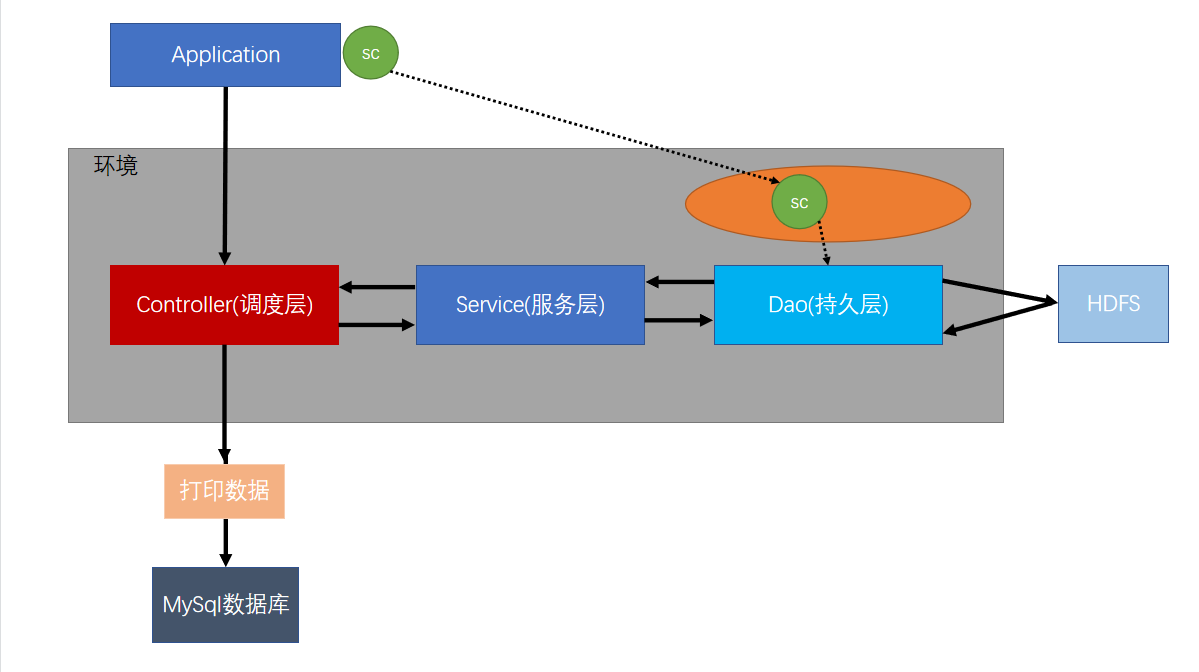 Application
sc
环境
sc
Controller(调度层)
Service(服务层)
Dao(持久层)
HDFS
打印数据
MySql数据库